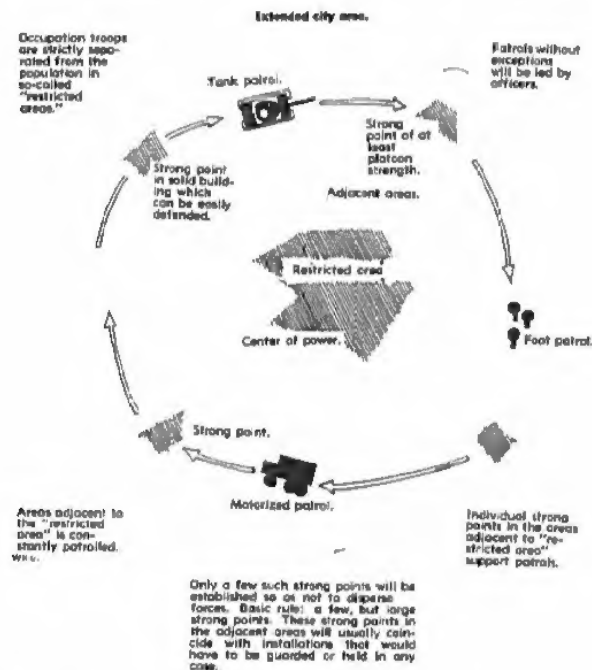 Extended city area.
Occupation troops
are strictly sepa-
rated from the
population in
so-called
"restricted
areas."
Tank patrol.
Patrols without
exceptions
will be led by
officers.
Strong
point of at
least
platoon
strength.
Strong point
in solid build-
ing which
can be easily
defended.
Adjacent areas.
Restricted area
Center of power.
Foot patrol.
Strong point.
Motorized patrol.
Areas adjacent to
the "restricted
area" is con-
stantly patrolled.
Individual strong
points in the areas
adjacent to "re-
stricted area"
support patrols.
Only a few such strong points will be
established so as not to disperse
forces. Basic rule: a few, but large
strong points. These strong points in
the adjacent areas will usually coin-
cide with installations that would
have to be guarded or held in any
case.